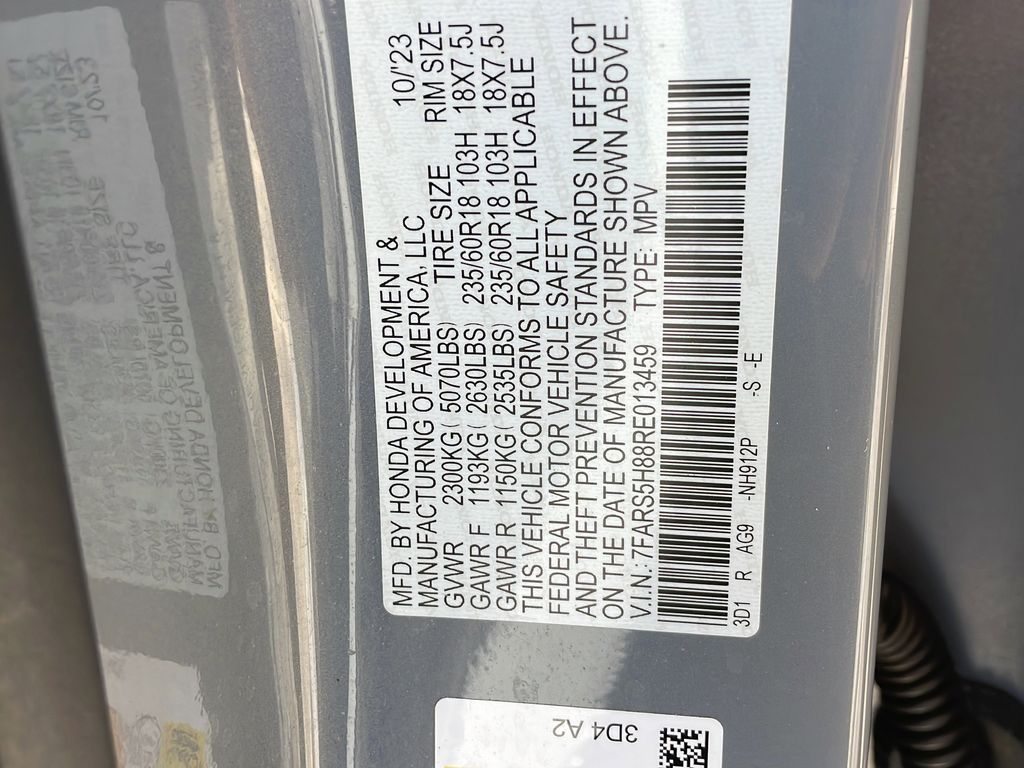 MFD. BY HONDA DEVELOPMENT & 10/'23
MANUFACTURING OF AMERICA, LLC
GVWR 2300KG ( 5070LBS) TIRE SIZE RIM SIZE
GAWR F 1193KG ( 2630LBS) 235/60R18 103H 18X7.5J
GAWR R 1150KG ( 2535LBS) 235/60R18 103H 18X7.5J
THIS VEHICLE CONFORMS TO ALL APPLICABLE
FEDERAL MOTOR VEHICLE SAFETY
AND THEFT PREVENTION STANDARDS IN EFFECT
ON THE DATE OF MANUFACTURE SHOWN ABOVE.
V.I.N.: 7FARS5H88RE013459 TYPE: MPV
3D1 R AG9 -NH912P -S -E
3D4 A2